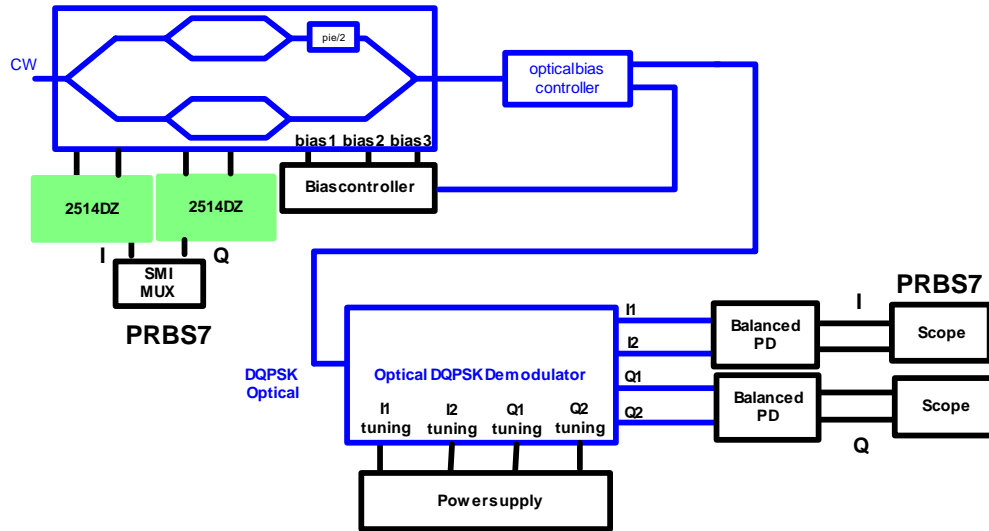 pie/2
CW
opticalbias
controller
bias1 bias2 bias3
Biascontroller
2514DZ
2514DZ
I
Q
SMI
MUX
PRBS7
DQPSK
Optical
Optical DQPSK Demodulator
I1
tuning
I2
tuning
Q1
tuning
Q2
tuning
Powersupply
I1
I2
Q1
Q2
Balanced
PD
Balanced
PD
I
Q
PRBS7
Scope
Scope